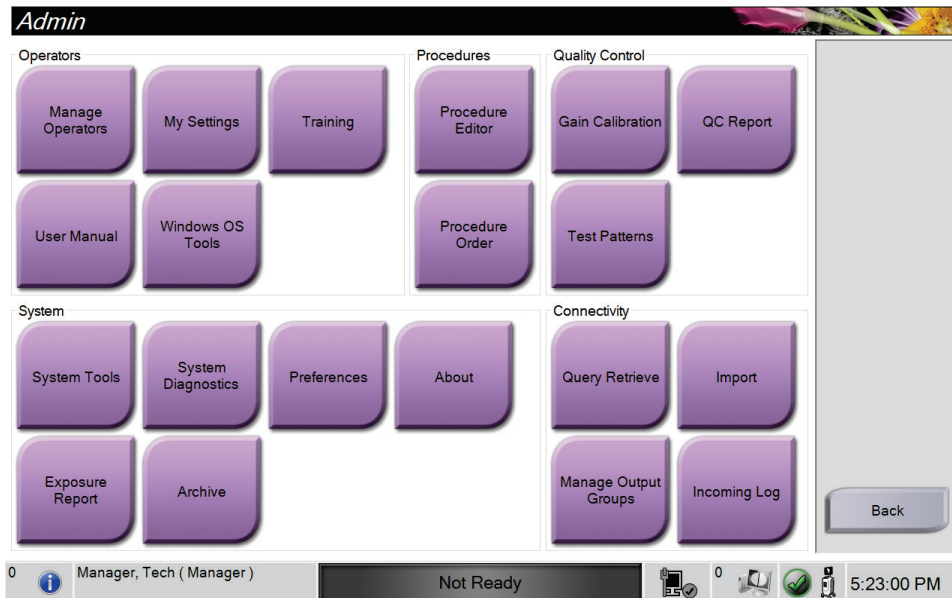 Admin
Operators
Manage
Operators
My Settings
Training
User Manual
Windows OS
Tools
Procedures
Procedure
Editor
Procedure
Order
Quality Control
Gain Calibration
QC Report
Test Patterns
System
System Tools
System
Diagnostics
Preferences
About
Exposure
Report
Archive
Connectivity
Query Retrieve
Import
Manage Output
Groups
Incoming Log
Back
0
Manager, Tech ( Manager )
Not Ready
0
5:23:00 PM